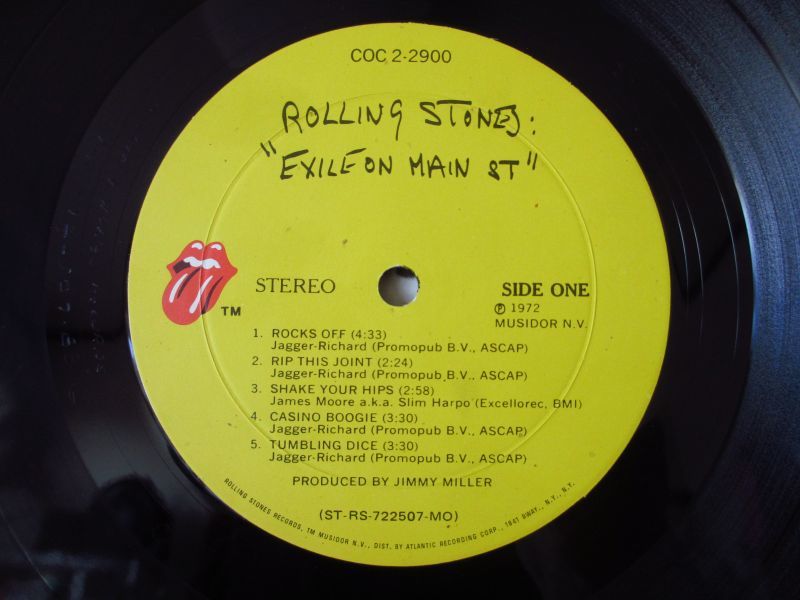 COC 2-2900
ROLLING STONES:
"EXILE ON MAIN ST"
TM
STEREO
SIDE ONE
Ⓟ 1972
MUSIDOR N.V.
1. ROCKS OFF (4:33)
Jagger-Richard (Promopub B.V., ASCAP)
2. RIP THIS JOINT (2:24)
Jagger-Richard (Promopub B.V., ASCAP)
3. SHAKE YOUR HIPS (2:58)
James Moore a.k.a. Slim Harpo (Excellorec, BMI)
4. CASINO BOOGIE (3:30)
Jagger-Richard (Promopub B.V., ASCAP)
5. TUMBLING DICE (3:30)
Jagger-Richard (Promopub B.V., ASCAP)
PRODUCED BY JIMMY MILLER
(ST-RS-722507-MO)
ROLLING STONES RECORDS, TM MUSIDOR N.V., DIST. BY ATLANTIC RECORDING CORP., 1841 BWAY., N.Y., N.Y.